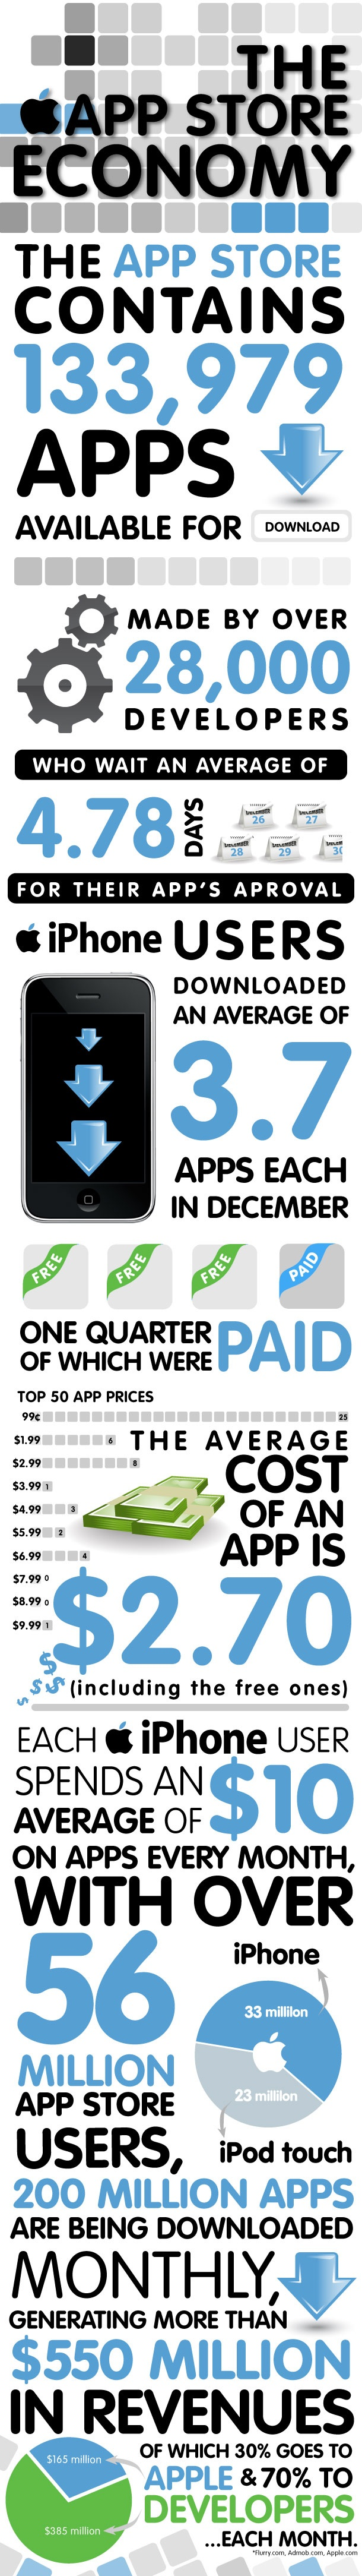 THE
APP STORE
ECONOMY
THE APP STORE
CONTAINS
133,979
APPS
AVAILABLE FOR DOWNLOAD
MADE BY OVER
28,000
DEVELOPERS
WHO WAIT AN AVERAGE OF
4.78 DAYS
26 27
28 29 30
FOR THEIR APP'S APROVAL
iPhone USERS
DOWNLOADED
AN AVERAGE OF
3.7
APPS EACH
IN DECEMBER
FREE FREE FREE PAID
ONE QUARTER
OF WHICH WERE PAID
TOP 50 APP PRICES
99¢ 25
$1.99 6
$2.99 8
$3.99 1
$4.99 3
$5.99 2
$6.99 4
$7.99 0
$8.99 0
$9.99 1
THE AVERAGE
COST
OF AN
APP IS
$2.70
$ $ $ $
(including the free ones)
EACH iPhone USER
SPENDS AN
AVERAGE OF $10
ON APPS EVERY MONTH,
WITH OVER
56
MILLION
APP STORE
USERS,
iPhone
33 millilon
23 millilon
iPod touch
200 MILLION APPS
ARE BEING DOWNLOADED
MONTHLY,
GENERATING MORE THAN
$550 MILLION
IN REVENUES
OF WHICH 30% GOES TO
APPLE & 70% TO
DEVELOPERS
...EACH MONTH.
$165 million
$385 million
*Flurry.com, Admob.com, Apple.com